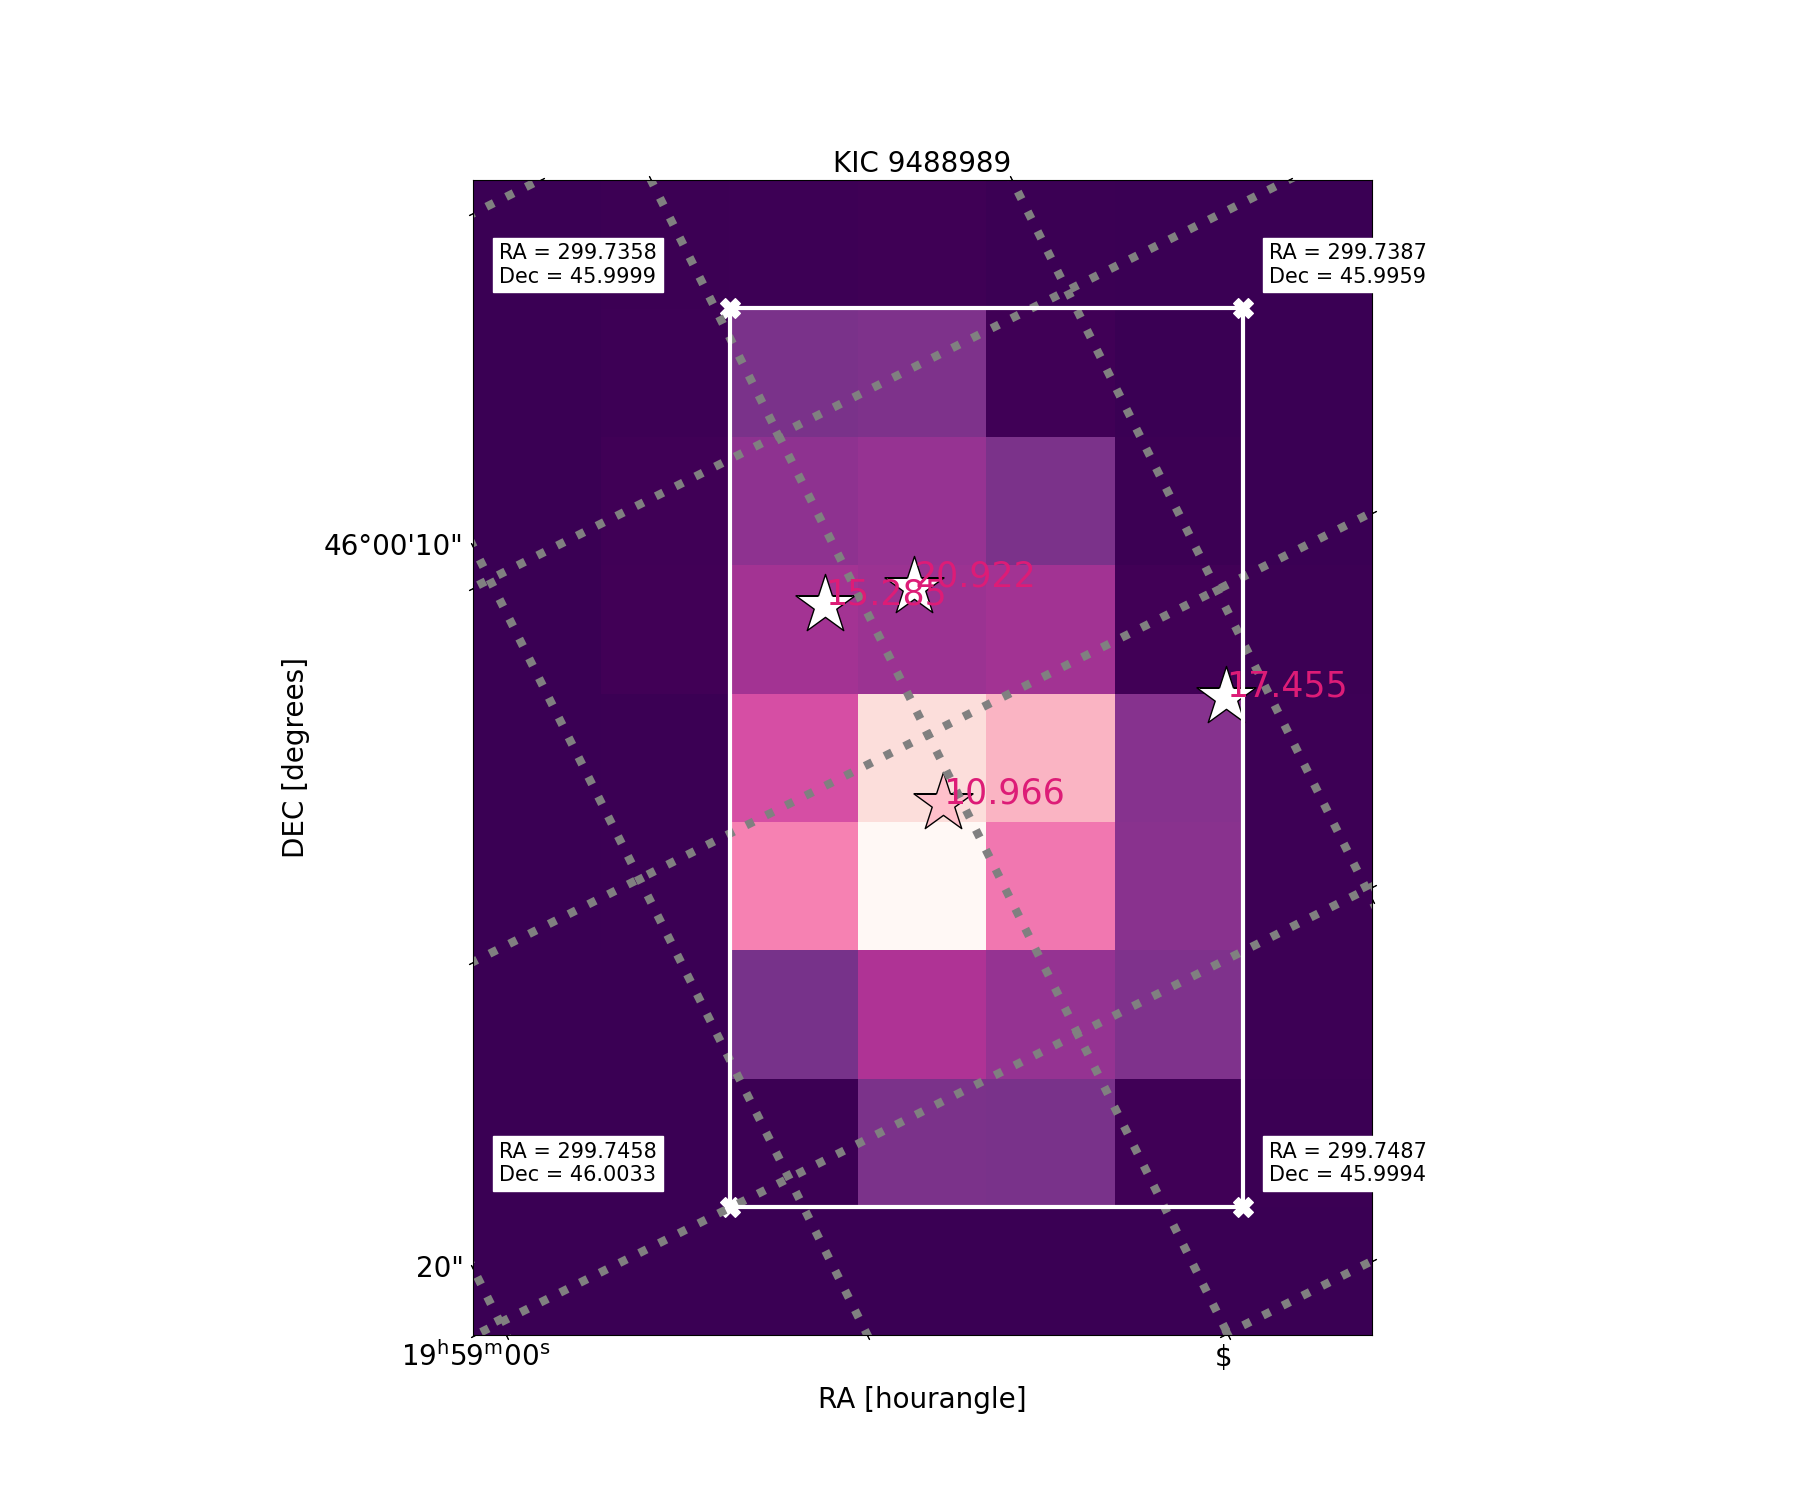 KIC 9488989
RA = 299.7358
Dec = 45.9999
RA = 299.7387
Dec = 45.9959
46°00'10"
20.922
15.285
17.455
10.966
DEC [degrees]
RA = 299.7458
Dec = 46.0033
RA = 299.7487
Dec = 45.9994
20"
19h59m00s
$
RA [hourangle]